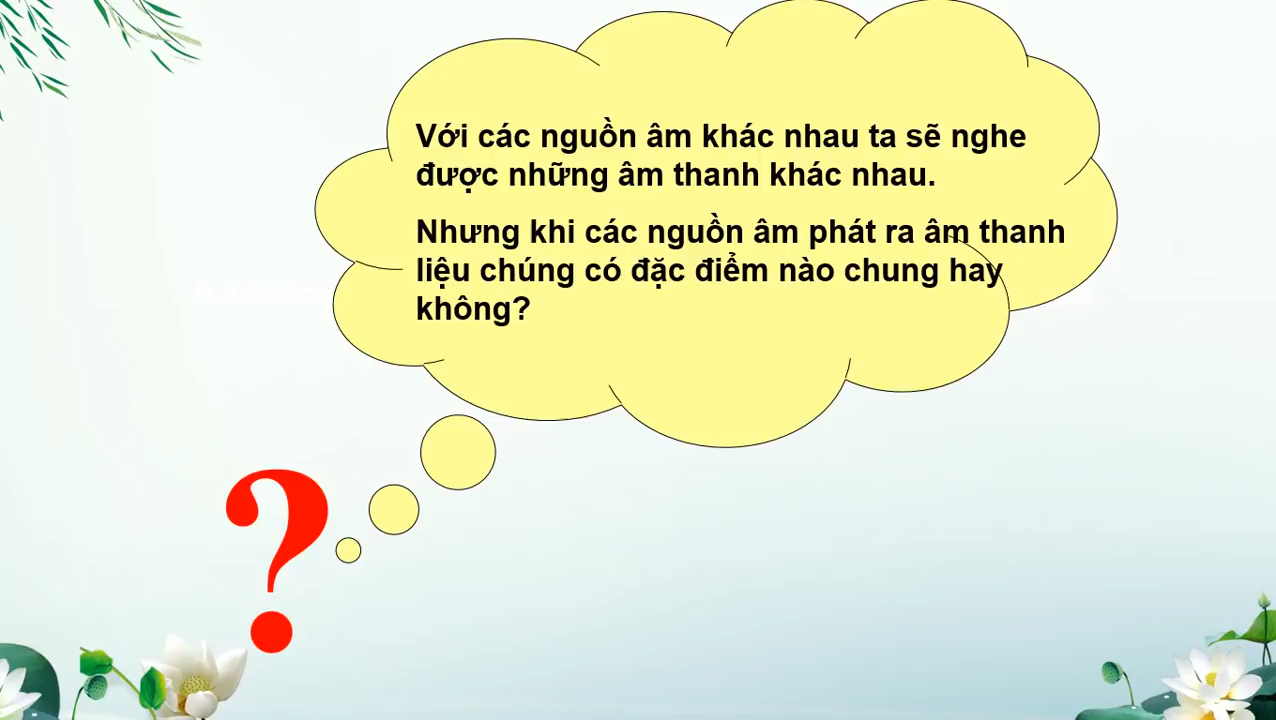 Với các nguồn âm khác nhau ta sẽ nghe
được những âm thanh khác nhau.
Nhưng khi các nguồn âm phát ra âm thanh
liệu chúng có đặc điểm nào chung hay
không?
?